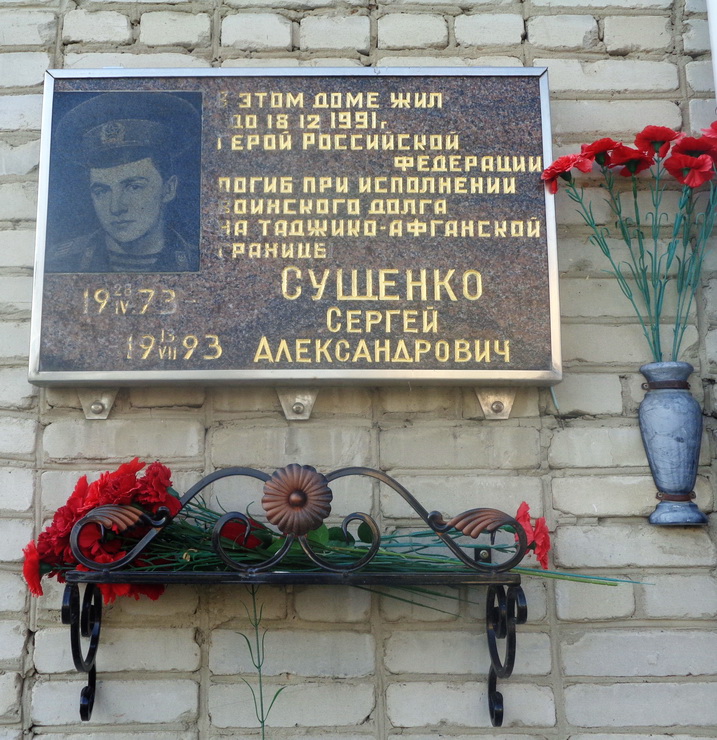 В ЭТОМ ДОМЕ ЖИЛ
ДО 18 12 1991г.
ГЕРОЙ РОССИЙСКОЙ
ФЕДЕРАЦИИ
ПОГИБ ПРИ ИСПОЛНЕНИИ
ВОИНСКОГО ДОЛГА
НА ТАДЖИКО-АФГАНСКОЙ
ГРАНИЦЕ
СУЩЕНКО
СЕРГЕЙ
АЛЕКСАНДРОВИЧ
19 23 IV 73 -
19 13 VII 93